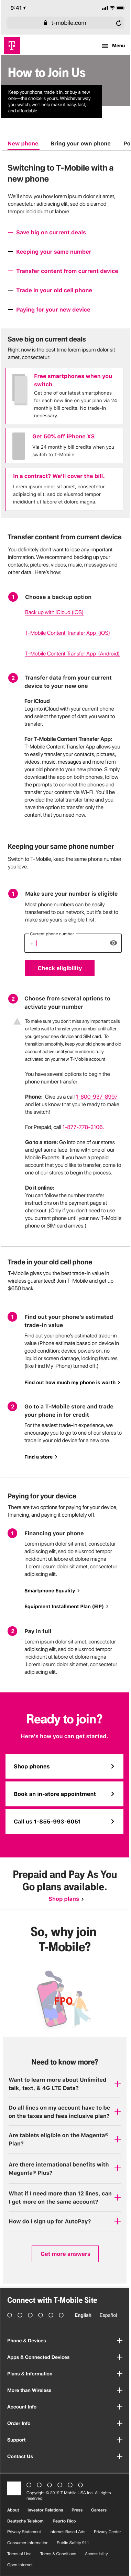 9:41
t-mobile.com
T
Menu
How to Join Us
Keep your phone, trade it in, or buy a new
one—the choice is yours. Whichever way
you switch, we'll help make it easy, fast,
and affordable.
New phone Bring your own phone Po
Switching to T-Mobile with a
new phone
We'll show you how lorem ipsum dolor sit amet,
consectetur adipiscing elit, sed do eiusmod
tempor incididunt ut labore.
Save big on current deals
Keeping your same number
Transfer content from current device
Trade in your old cell phone
Paying for your new device
Save big on current deals
Right now is the best time lorem ipsum dolor sit
amet, consectetur:
Free smartphones when you
switch
Get one of our latest smartphones
for each new line on your plan via 24
monthly bill credits. No trade-in
necessary.
Get 50% off iPhone XS
Via 24 monthly bill credits when you
switch to T-Mobile.
In a contract? We'll cover the bill.
Lorem ipsum dolor sit amet, consectetur
adipiscing elit, sed do eiusmod tempor
incididunt ut labore et dolore magna.
Transfer content from current device
You definitely don't want to lose any important
information. We recommend backing up your
contacts, pictures, videos, music, messages and
other data. Here's how:
1 Choose a backup option
Back up with iCloud (iOS)
T-Mobile Content Transfer App (iOS)
T-Mobile Content Transfer App (Android)
2 Transfer data from your current
device to your new one
For iCloud
Log into iCloud with your current phone
and select the data you want want to
transfer.
For T-Mobile Content Transfer App:
T-Mobile Content Transfer App allows you
to easily transfer contacts, pictures,
videos, music, messages and more from
your old phone to your new phone.
the app, follow the
prompts to connect the phones and
then transfer the content you want to
transfer to your new device. Once you
have the option to transfer only the
content that you need now.
Keeping your same phone number
Switch to T-Mobile, keep the same phone number
you love.
1 Make sure your number is eligible
Most phone numbers can be easily
transferred to our network, but it's best to
make sure yours is eligible first.
Current phone number
Check eligibility
2 Choose from several options to
activate your number
To make sure you don't miss any important calls
or texts wait to transfer your number until after
you get your new device and SIM card. The
transition should be almost instant and your old
account active until your number is fully
processed in your new T-Mobile account.
You have several options to begin the
phone number transfer:
Phone: Give us a call 1-800-937-8997
and let us know that you're ready to make
the switch!
For Prepaid, call 1-877-778-2106.
Go to a store: Go into one of our stores
and get some face-time with one of our
Mobile Experts. If you have a prepaid
account that you've had elsewhere, come
see one of our experts to complete the
transfer.
Do it online:
You can follow the number transfer
instructions on the confirmation page at
checkout. (Only if you don't need to use
your current phone until your new T-Mobile
phone or SIM card arrives.)
Trade in your old cell phone
T-Mobile gives you the best trade-in value in
wireless guaranteed! Join T-Mobile and get up to
$650 back.
1 Find out your phone's estimated
trade-in value
Find out your phone's estimated trade-in
value (Phone estimates based on device in
good condition; device powers on, no
liquid or screen damage, locking features
(like Find My iPhone) turned off.)
Find out how much my phone is worth
2 Go to a T-Mobile store and trade
your phone in for credit
For the easiest trade-in experience, we
encourage you to go to one of our stores to
trade in your old device for a new one.
Find a store
Paying for your device
There are two options for paying for your device,
financing, and paying it completely off.
1 Financing your phone
Lorem ipsum dolor sit amet, consectetur
adipiscing elit, sed do eiusmod tempor
incididunt ut labore et dolore magna
.Lorem ipsum dolor sit amet, consectetur
adipiscing elit.
Smartphone Equality
Equipment Installment Plan (EIP)
2 Pay in full
Lorem ipsum dolor sit amet, consectetur
adipiscing elit, sed do eiusmod tempor
incididunt ut labore et dolore magna
.Lorem ipsum dolor sit amet, consectetur
adipiscing elit.
Ready to join?
Here's how you can get started.
Shop phones
Book an in-store appointment
Call us 1-855-993-6051
Prepaid and Pay As You
Go plans available.
Shop plans
So, why join
T-Mobile?
FPO
Need to know more?
Want to learn more about Unlimited
talk, text, & 4G LTE Data?
Do all lines on my account have to be
on the taxes and fees inclusive plan?
Are tablets eligible on the Magenta®
Plan?
Are there international benefits with
Magenta® Plus?
What if I need more than 12 lines, can
I get more on the same account?
How do I sign up for AutoPay?
Get more answers
Connect with T-Mobile Site
English Español
Phone & Devices
Apps & Connected Devices
Plans & Information
More than Wireless
Account Info
Order Info
Support
Contact Us
Copyright © 2019 T-Mobile USA Inc. All rights
reserved.
About Investor Relations Press Careers
Deutsche Telekom Puerto Rico
Privacy Statement Internet-Based Ads Privacy Center
Consumer Information Public Safety 911
Terms of Use Terms & Conditions Accessibility
Open Internet